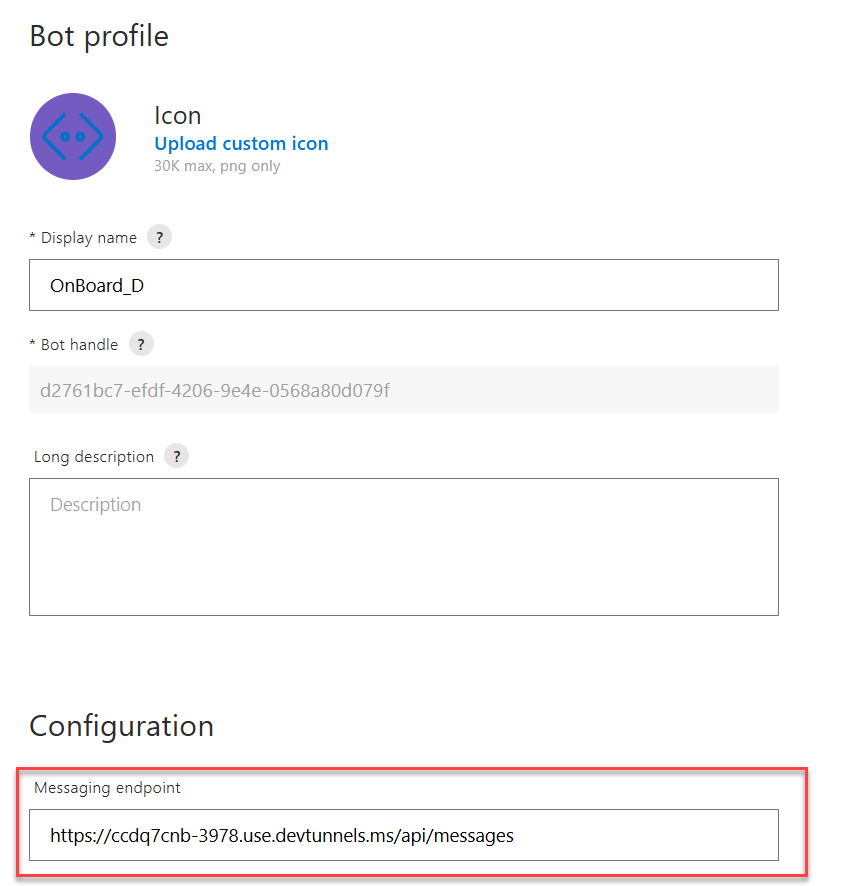 Bot profile
Icon
Upload custom icon
30K max, png only
* Display name ?
OnBoard_D
* Bot handle ?
d2761bc7-efdf-4206-9e4e-0568a80d079f
Long description ?
Description
Configuration
Messaging endpoint
https://ccdq7cnb-3978.use.devtunnels.ms/api/messages